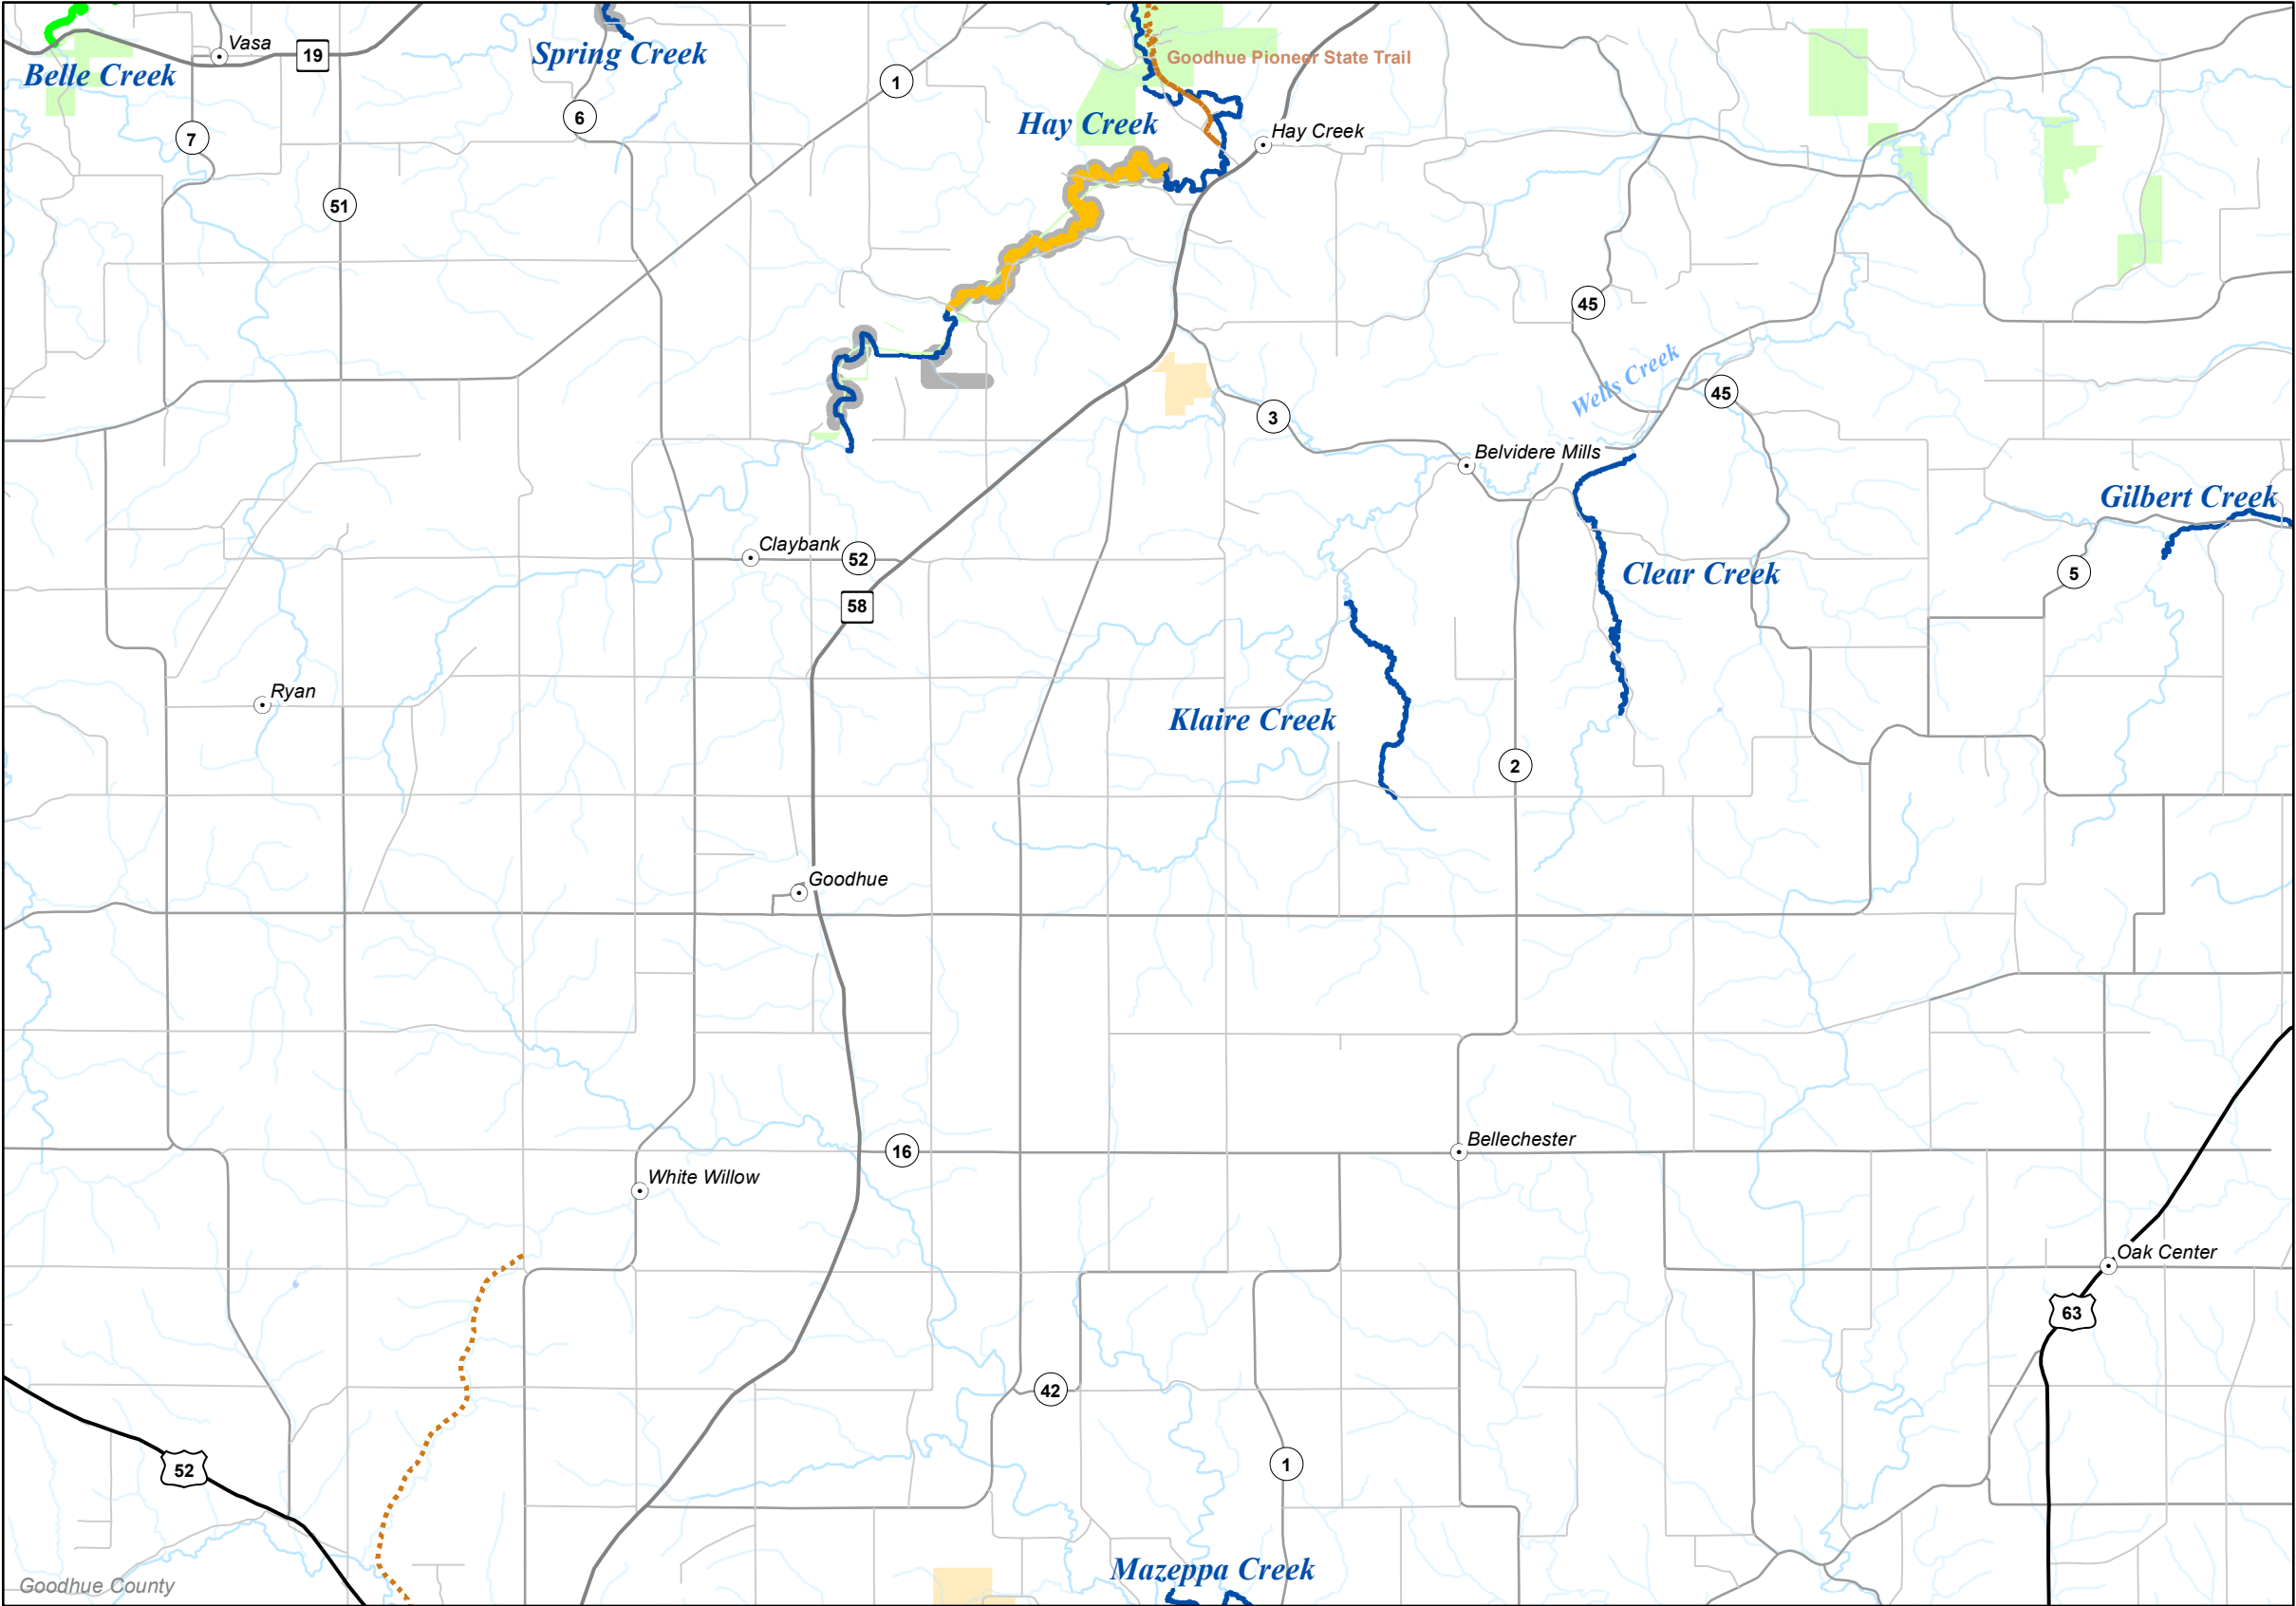 Vasa
19
Spring Creek
Belle Creek
Goodhue Pioneer State Trail
1
6
Hay Creek
Hay Creek
7
51
45
Wells Creek
45
3
Belvidere Mills
Gilbert Creek
Claybank
52
Clear Creek
5
58
Ryan
Klaire Creek
2
Goodhue
16
Bellechester
White Willow
Oak Center
63
42
1
52
Mazeppa Creek
Goodhue County